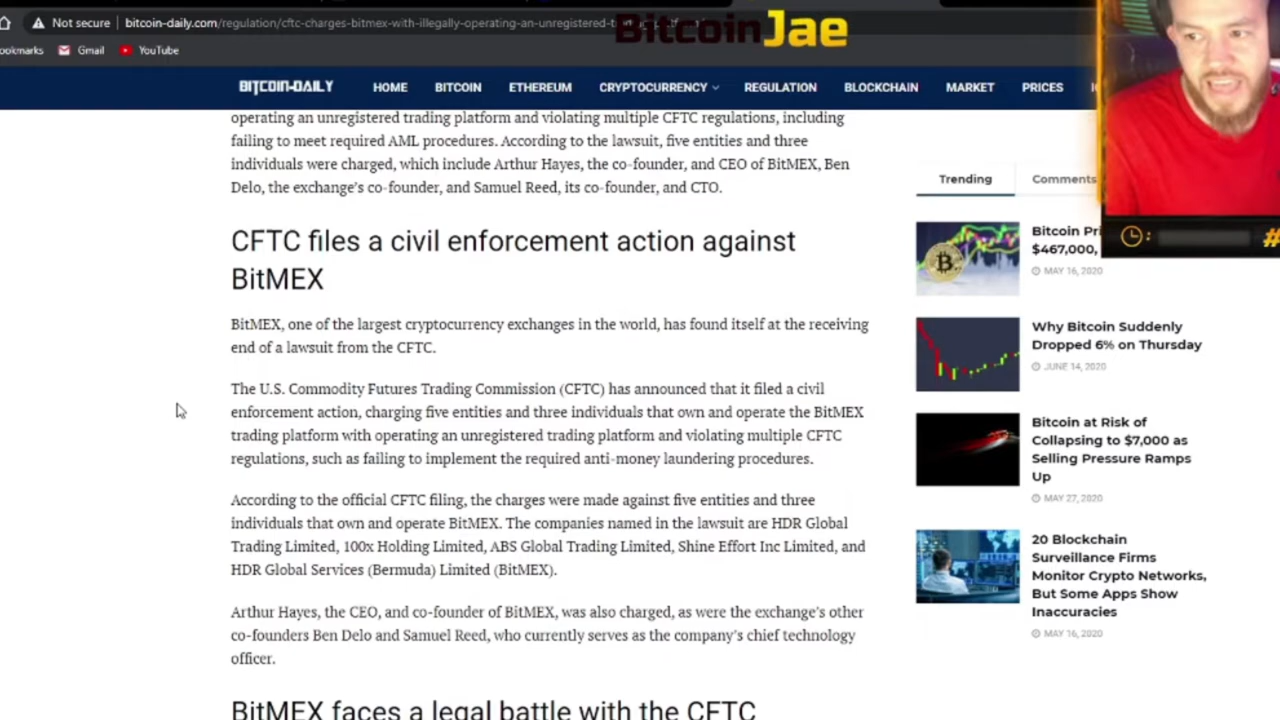 Not secure | bitcoin-daily.com/regulation/cftc-charges-bitmex-with-illegally-operating-an-unregistered-
BitcoinJae
ookmarks Gmail YouTube
BITCOIN-DAILY HOME BITCOIN ETHEREUM CRYPTOCURRENCY REGULATION BLOCKCHAIN MARKET PRICES
operating an unregistered trading platform and violating multiple CFTC regulations, including
failing to meet required AML procedures. According to the lawsuit, five entities and three
individuals were charged, which include Arthur Hayes, the co-founder, and CEO of BitMEX, Ben
Delo, the exchange's co-founder, and Samuel Reed, its co-founder, and CTO.
CFTC files a civil enforcement action against
BitMEX
BitMEX, one of the largest cryptocurrency exchanges in the world, has found itself at the receiving
end of a lawsuit from the CFTC.
The U.S. Commodity Futures Trading Commission (CFTC) has announced that it filed a civil
enforcement action, charging five entities and three individuals that own and operate the BitMEX
trading platform with operating an unregistered trading platform and violating multiple CFTC
regulations, such as failing to implement the required anti-money laundering procedures.
According to the official CFTC filing, the charges were made against five entities and three
individuals that own and operate BitMEX. The companies named in the lawsuit are HDR Global
Trading Limited, 100x Holding Limited, ABS Global Trading Limited, Shine Effort Inc Limited, and
HDR Global Services (Bermuda) Limited (BitMEX).
Arthur Hayes, the CEO, and co-founder of BitMEX, was also charged, as were the exchange's other
co-founders Ben Delo and Samuel Reed, who currently serves as the company's chief technology
officer.
BitMEX faces a legal battle with the CFTC
Trending Comments
Bitcoin Pri
$467,000,
MAY 16, 2020
Why Bitcoin Suddenly
Dropped 6% on Thursday
JUNE 14, 2020
Bitcoin at Risk of
Collapsing to $7,000 as
Selling Pressure Ramps
Up
MAY 27, 2020
20 Blockchain
Surveillance Firms
Monitor Crypto Networks,
But Some Apps Show
Inaccuracies
MAY 16, 2020
: #